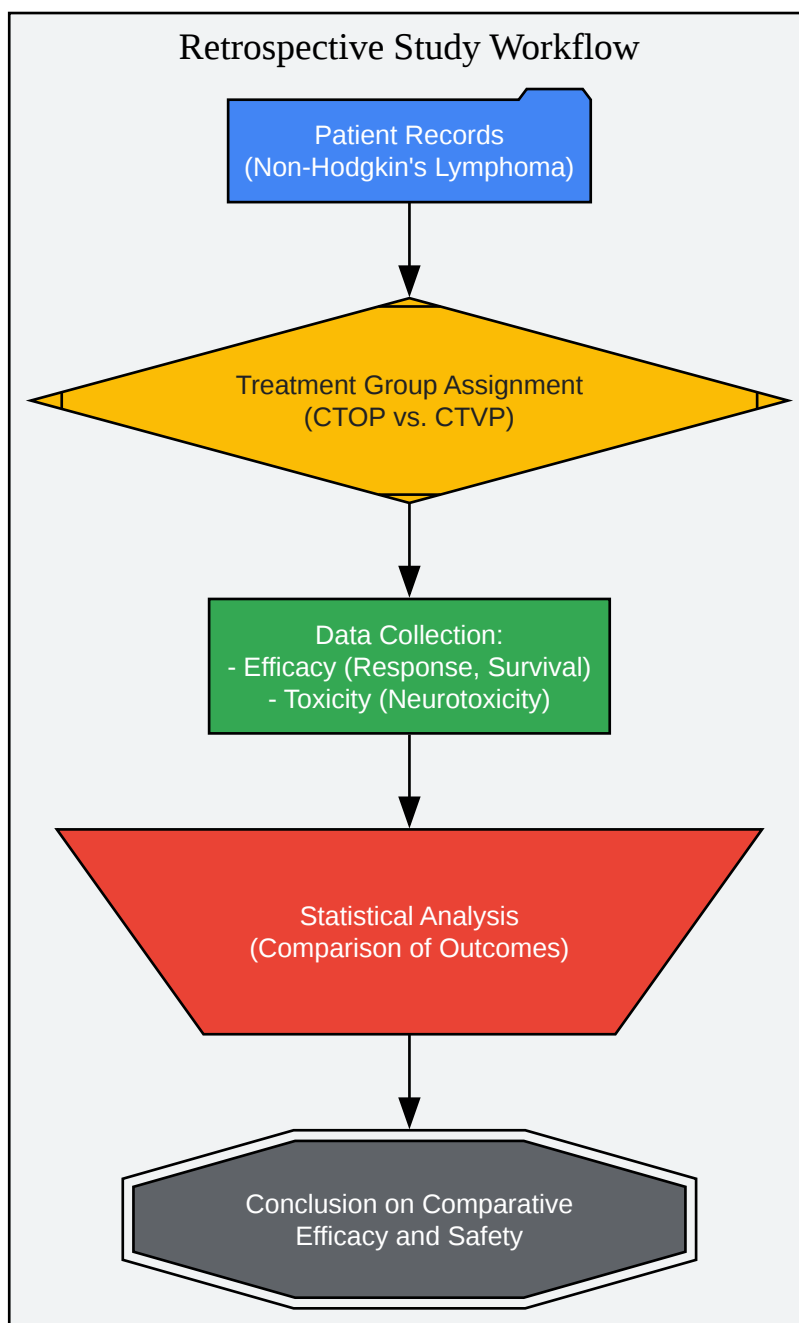 Retrospective Study Workflow
Patient Records
(Non-Hodgkin's Lymphoma)
Treatment Group Assignment
(CTOP vs. CTVP)
Data Collection:
- Efficacy (Response, Survival)
- Toxicity (Neurotoxicity)
Statistical Analysis
(Comparison of Outcomes)
Conclusion on Comparative
Efficacy and Safety